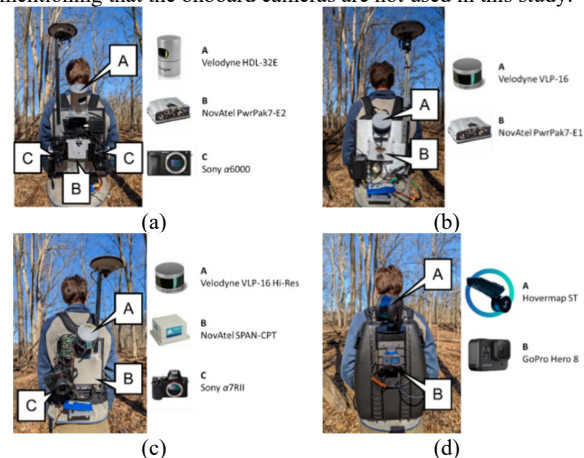 mentioning that the onboard cameras are not used in this study.
A
Velodyne HDL-32E
B
NovAtel PwrPak7-E2
C
Sony α6000
A
C
C
B
(a)
A
Velodyne VLP-16
B
NovAtel PwrPak7-E1
A
B
(b)
A
Velodyne VLP-16 Hi-Res
B
NovAtel SPAN-CPT
C
Sony α7RII
A
B
C
(c)
A
Hovermap ST
B
GoPro Hero 8
A
B
(d)